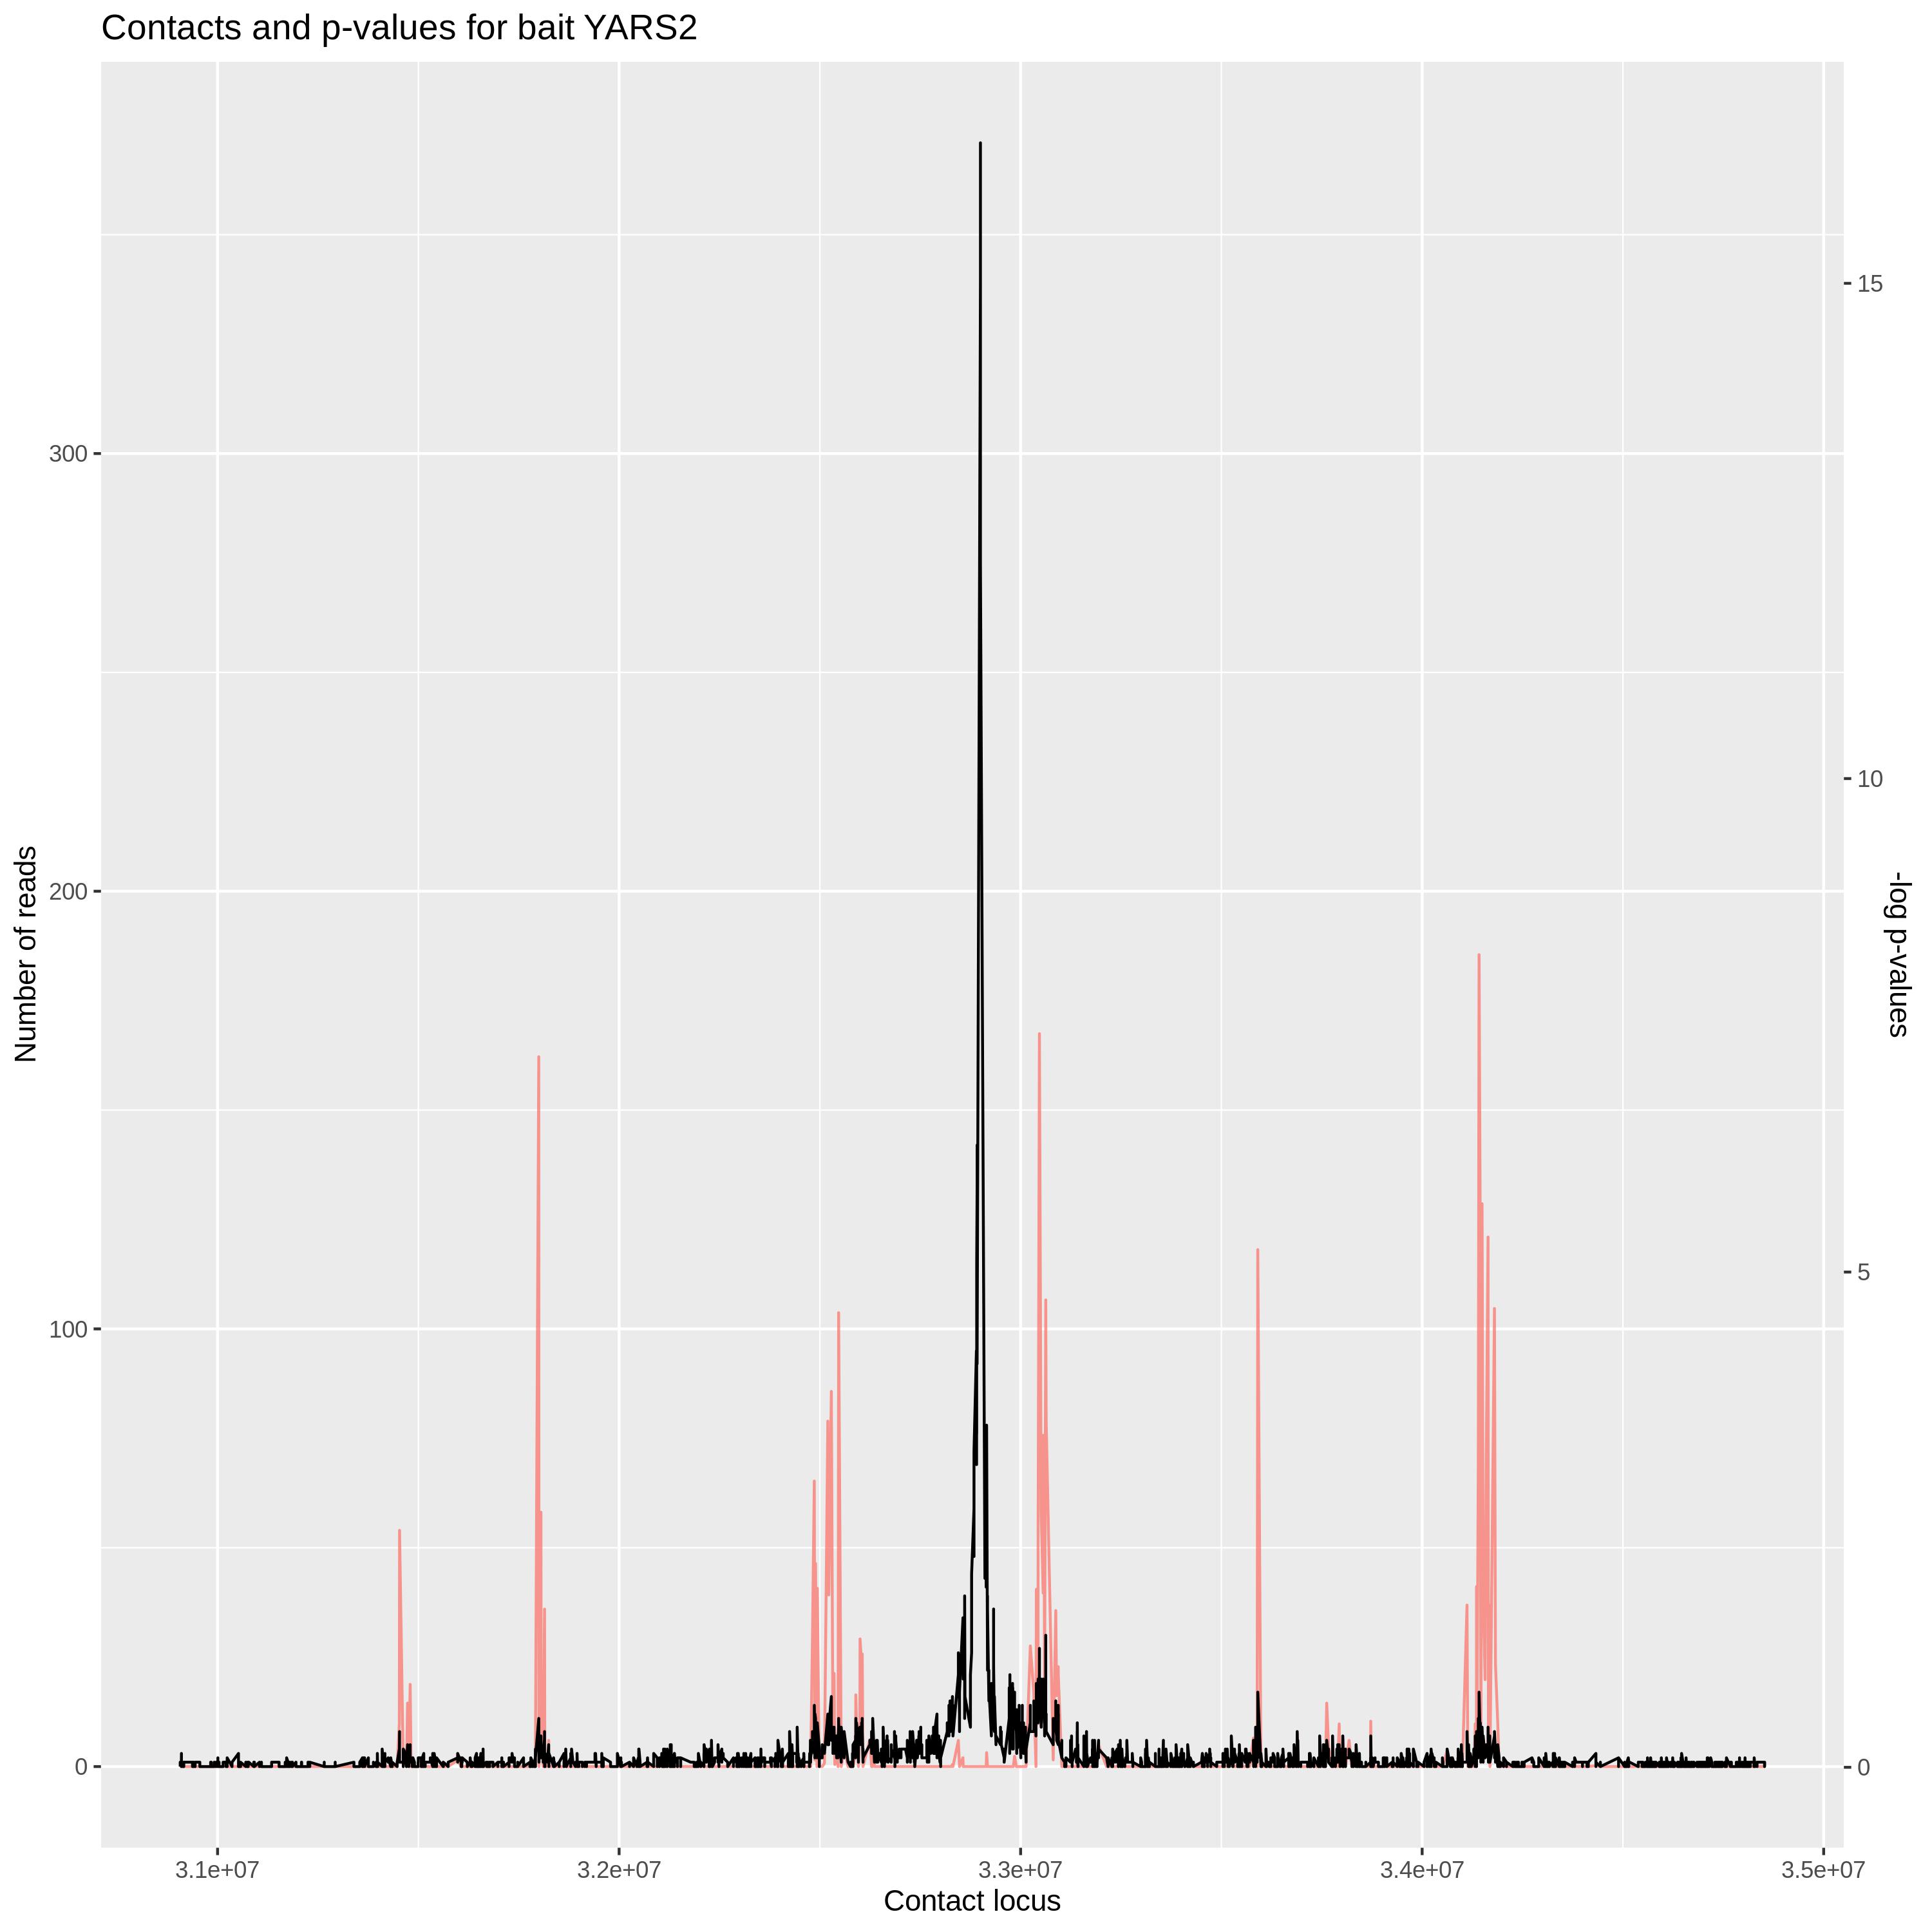 Contacts and p-values for bait YARS2
300
200
100
0
Number of reads
15
10
5
0
-log p-values
3.1e+07 3.2e+07 3.3e+07 3.4e+07 3.5e+07
Contact locus